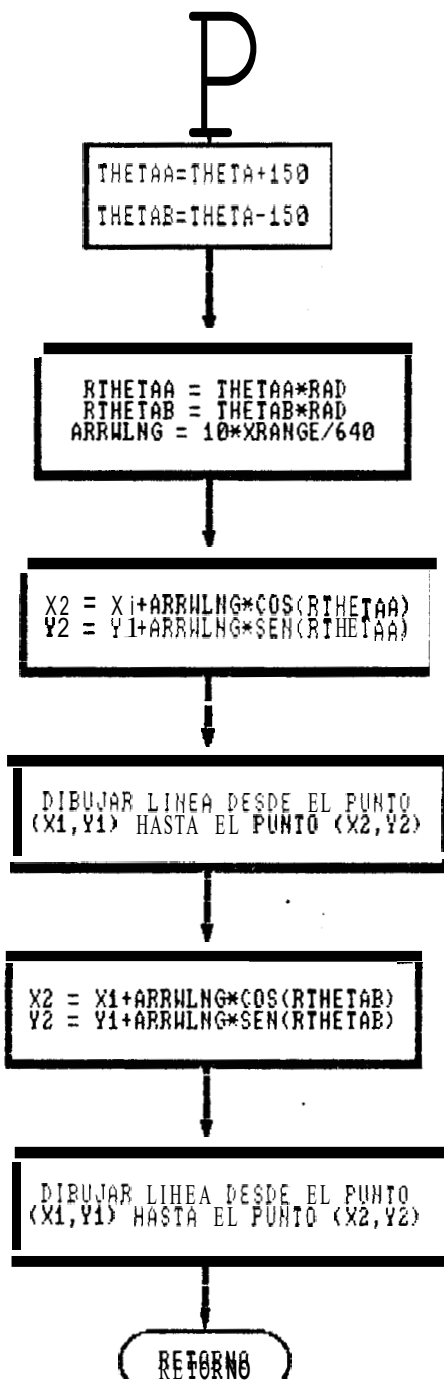 P
THETAA=THETA+150
THETAB=THETA-150
RTHETAA = THETAA*RAD
RTHETAB = THETAB*RAD
ARRWLNG = 10*XRANGE/640
X2 = Xi+ARRWLNG*COS(RTHETAA)
Y2 = Y1+ARRWLNG*SEN(RTHETAA)
DIBUJAR LINEA DESDE EL PUNTO
(X1,Y1) HASTA EL PUNTO (X2,Y2)
X2 = X1+ARRWLNG*COS(RTHETAB)
Y2 = Y1+ARRWLNG*SEN(RTHETAB)
DIBUJAR LIHEA DESDE EL PUNTO
(X1,Y1) HASTA EL PUNTO (X2,Y2)
RETORNO